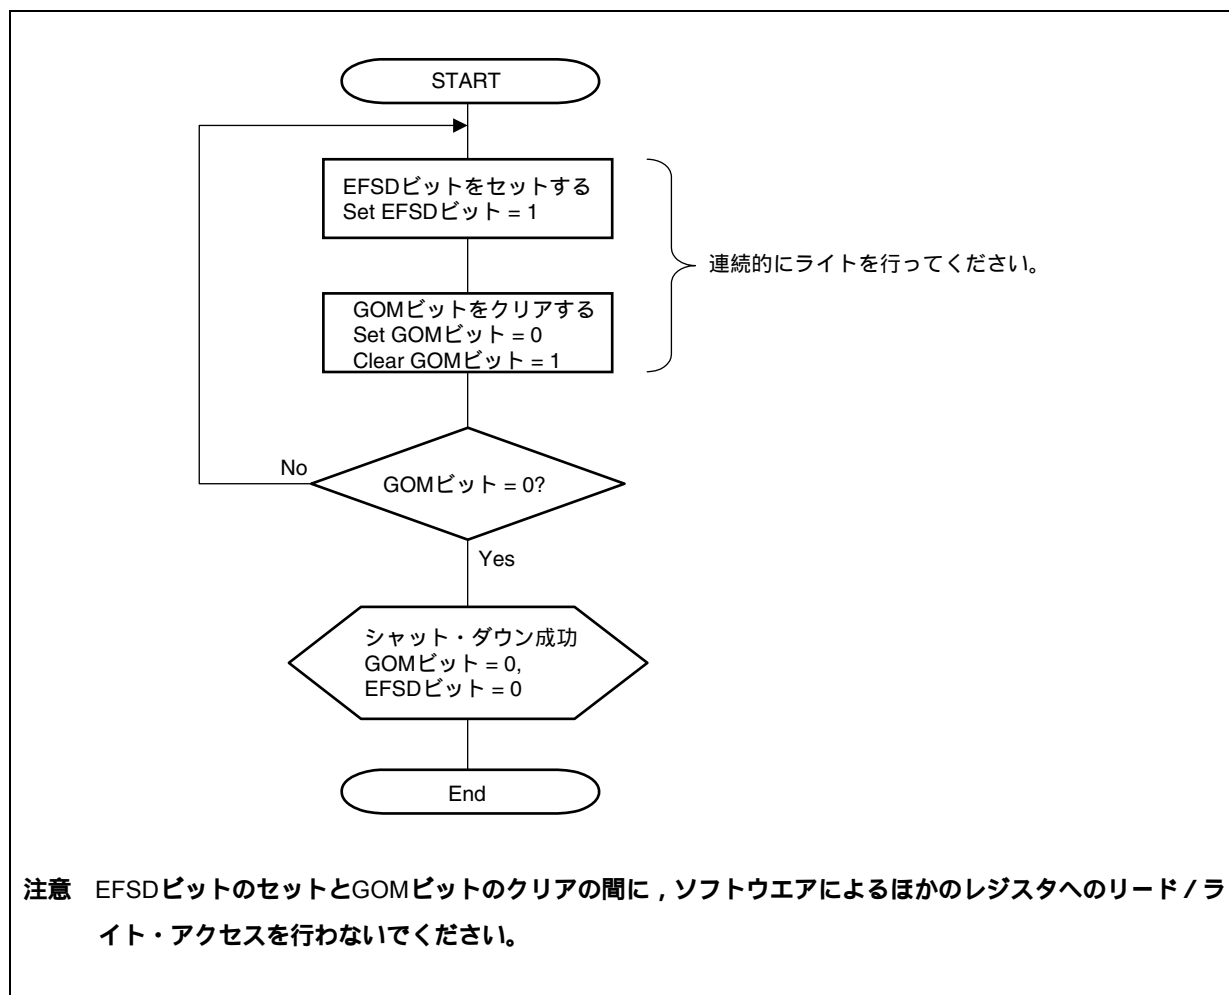 START
EFSDビットをセットする
Set EFSDビット = 1
連続的にライトを行ってください。
GOMビットをクリアする
Set GOMビット = 0
Clear GOMビット = 1
No
GOMビット = 0?
Yes
シャット・ダウン成功
GOMビット = 0,
EFSDビット = 0
End
注意 EFSDビットのセットとGOMビットのクリアの間に，ソフトウエアによるほかのレジスタへのリード／ラ
イト・アクセスを行わないでください。